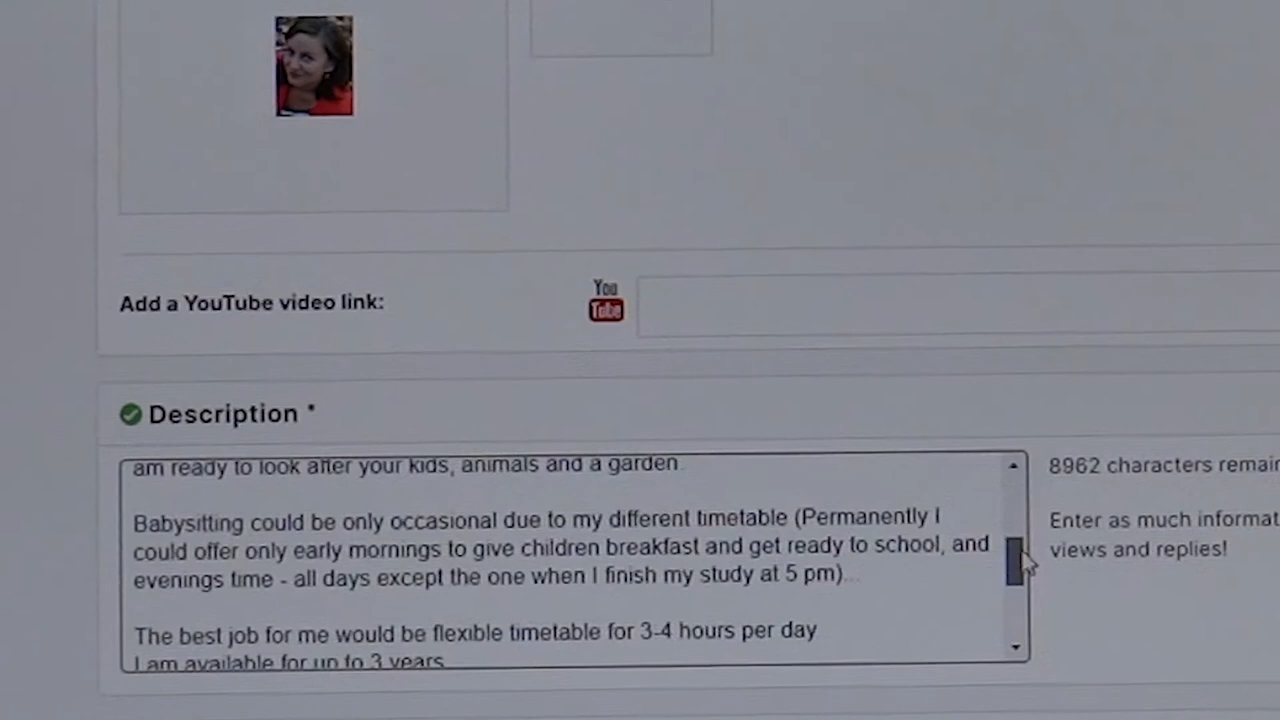 Add a YouTube video link:
You
Tube
Description *
am ready to look after your kids, animals and a garden.
8962 characters remain
Babysitting could be only occasional due to my different timetable (Permanently I
could offer only early mornings to give children breakfast and get ready to school, and
evenings time - all days except the one when I finish my study at 5 pm)...
Enter as much informat
views and replies!
The best job for me would be flexible timetable for 3-4 hours per day
I am available for up to 3 years